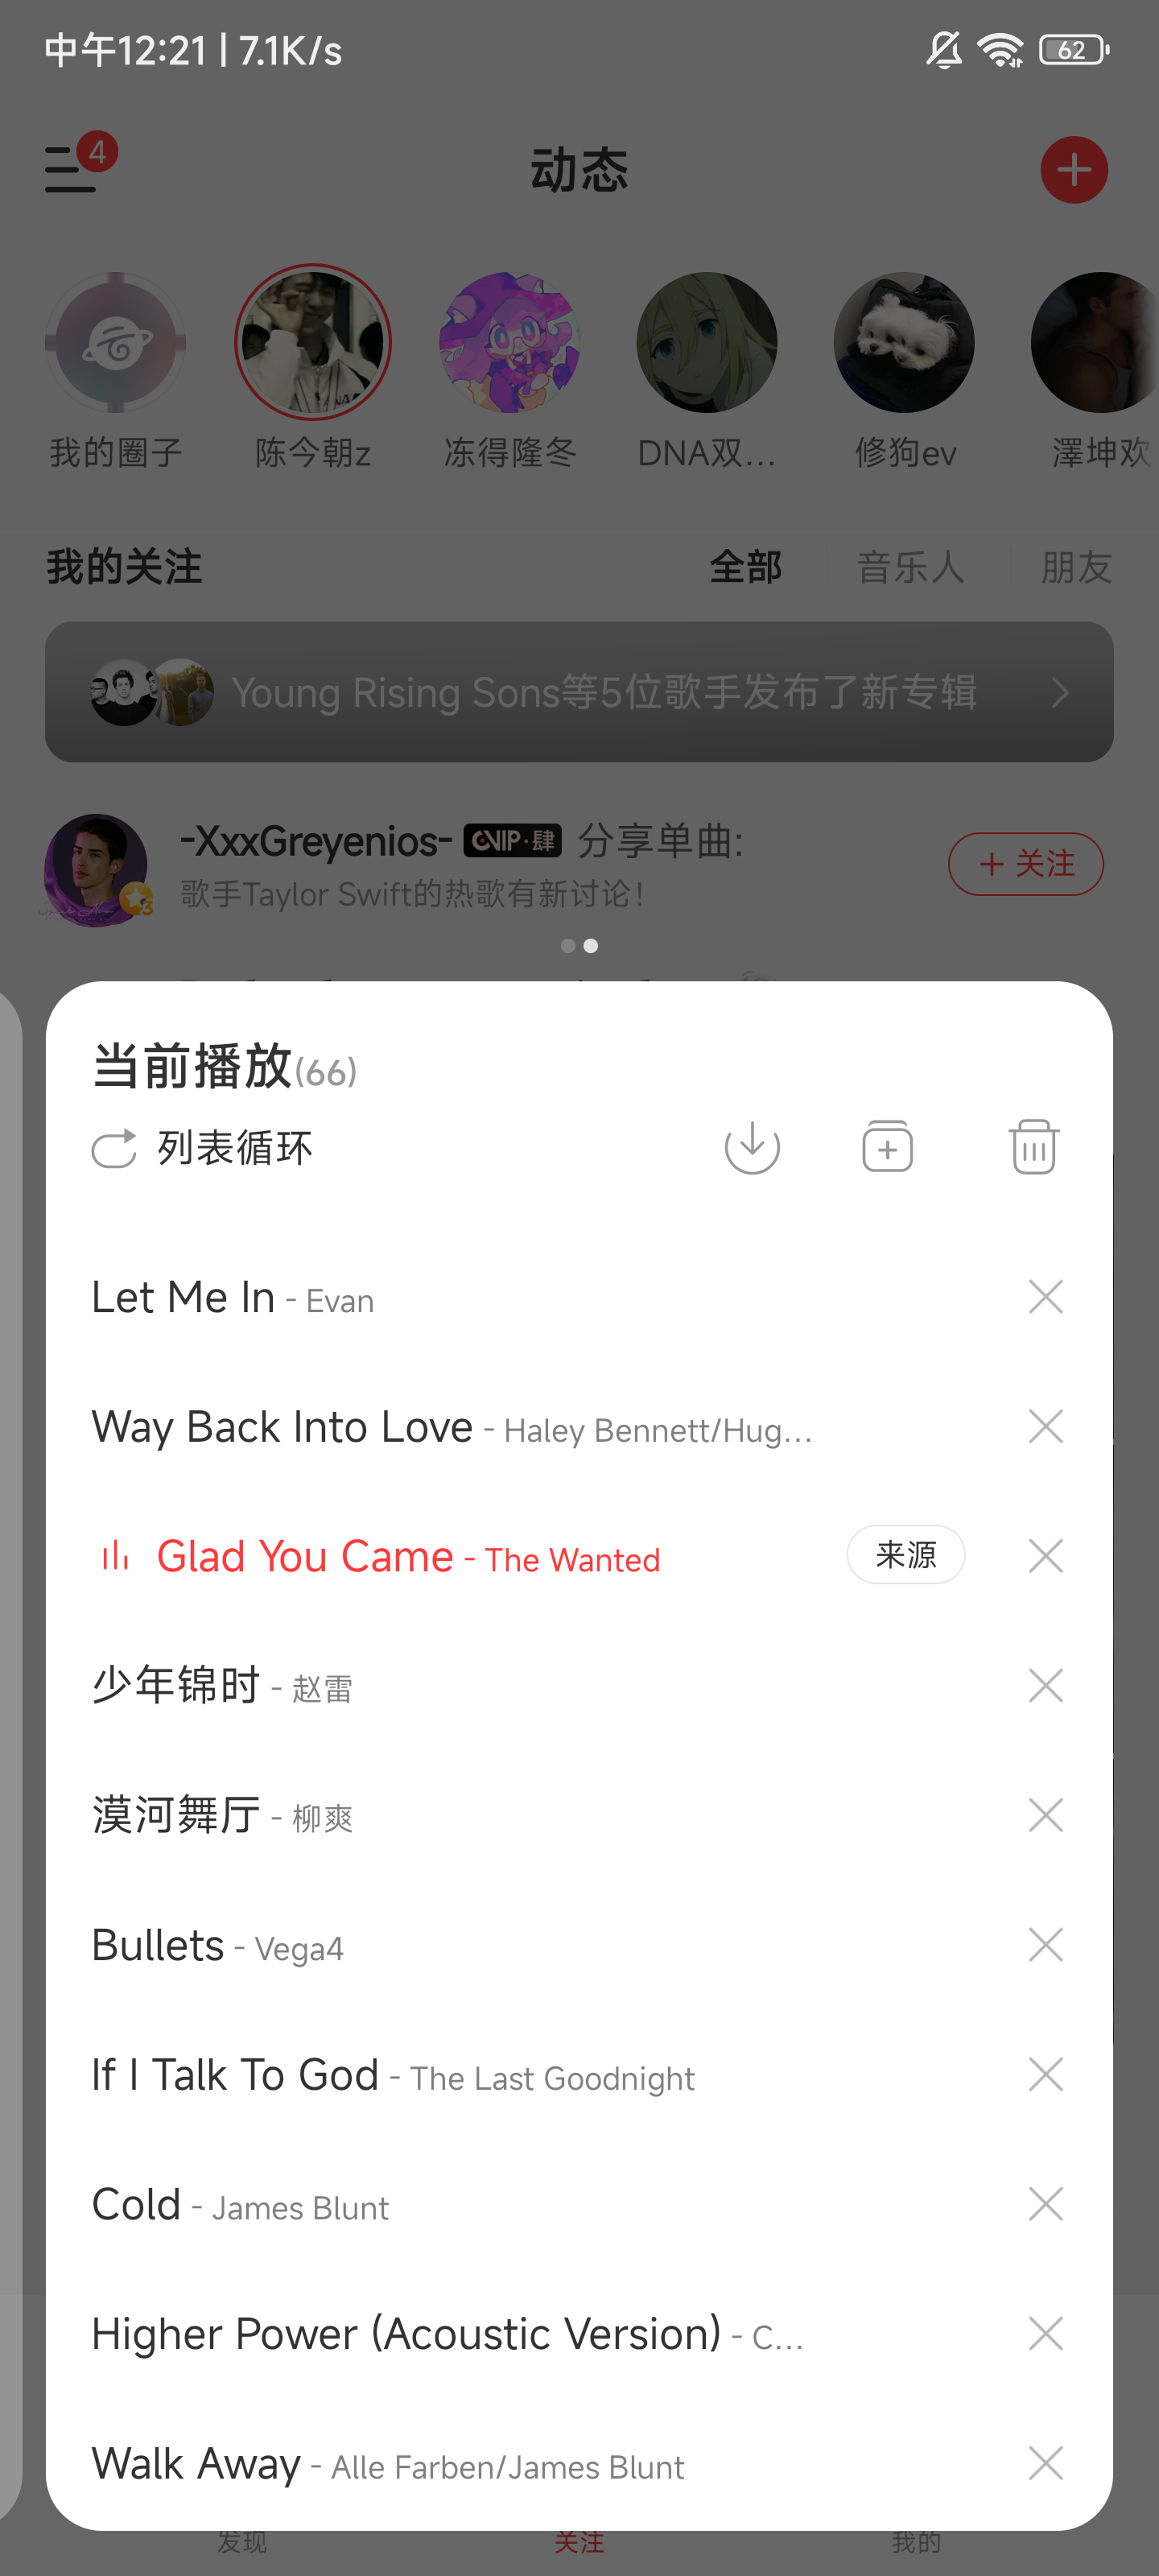 中午12:21 | 7.1K/s
62
4
动态
我的圈子 陈今朝z 冻得隆冬 DNA双... 修狗ev 澤坤欢
我的关注 全部 音乐人 朋友
Young Rising Sons等5位歌手发布了新专辑
-XxxGreyenios- VIP·肆 分享单曲:
+ 关注
歌手Taylor Swift的热歌有新讨论!
当前播放(66)
列表循环
Let Me In - Evan
Way Back Into Love - Haley Bennett/Hug...
Glad You Came - The Wanted 来源
少年锦时 - 赵雷
漠河舞厅 - 柳爽
Bullets - Vega4
If I Talk To God - The Last Goodnight
Cold - James Blunt
Higher Power (Acoustic Version) - C...
Walk Away - Alle Farben/James Blunt
发现 关注 我的